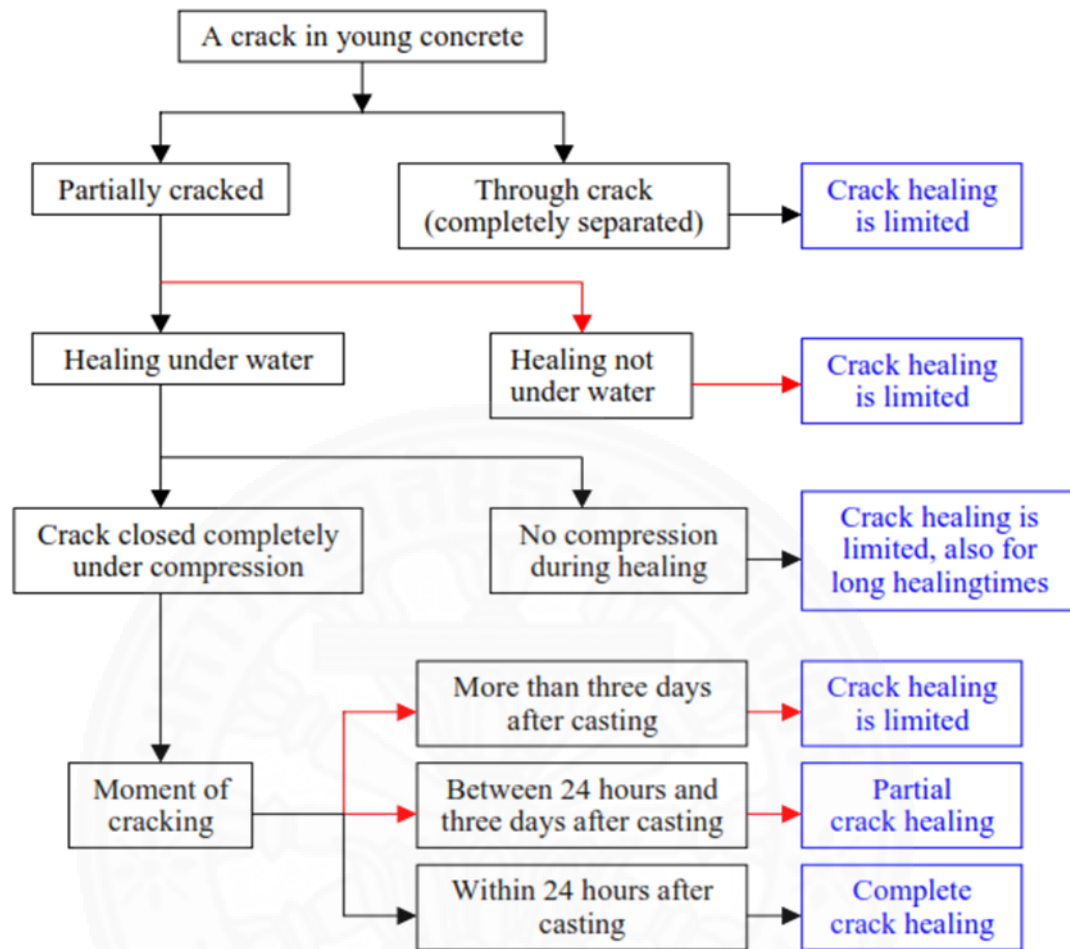 A crack in young concrete
Partially cracked
Through crack
(completely separated)
Crack healing
is limited
Healing under water
Healing not
under water
Crack healing
is limited
Crack closed completely
under compression
No compression
during healing
Crack healing is
limited, also for
long healingtimes
More than three days
after casting
Crack healing
is limited
Moment of
cracking
Between 24 hours and
three days after casting
Partial
crack healing
Within 24 hours after
casting
Complete
crack healing